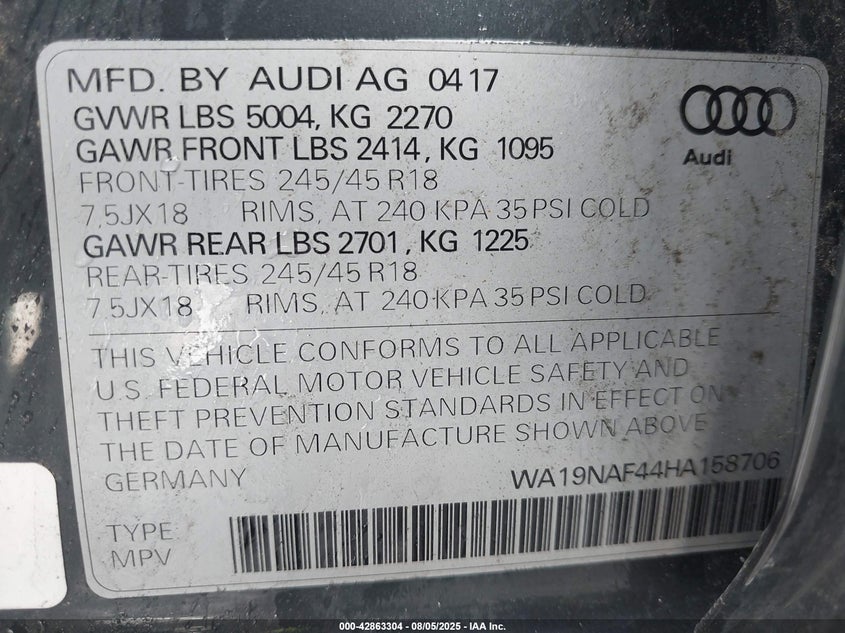 MFD. BY AUDI AG 04 17
GVWR LBS 5004, KG 2270
GAWR FRONT LBS 2414, KG 1095
FRONT-TIRES 245/45 R18
7,5JX18 RIMS, AT 240 KPA 35 PSI COLD
GAWR REAR LBS 2701, KG 1225
REAR-TIRES 245/45 R18
7.5JX18 RIMS, AT 240 KPA 35 PSI COLD
Audi
THIS VEHICLE CONFORMS TO ALL APPLICABLE
U.S. FEDERAL MOTOR VEHICLE SAFETY AND
THEFT PREVENTION STANDARDS IN EFFECT ON
THE DATE OF MANUFACTURE SHOWN ABOVE
GERMANY WA19NAF44HA158706
TYPE:
MPV
000-42863304 - 08/05/2025 - IAA Inc.